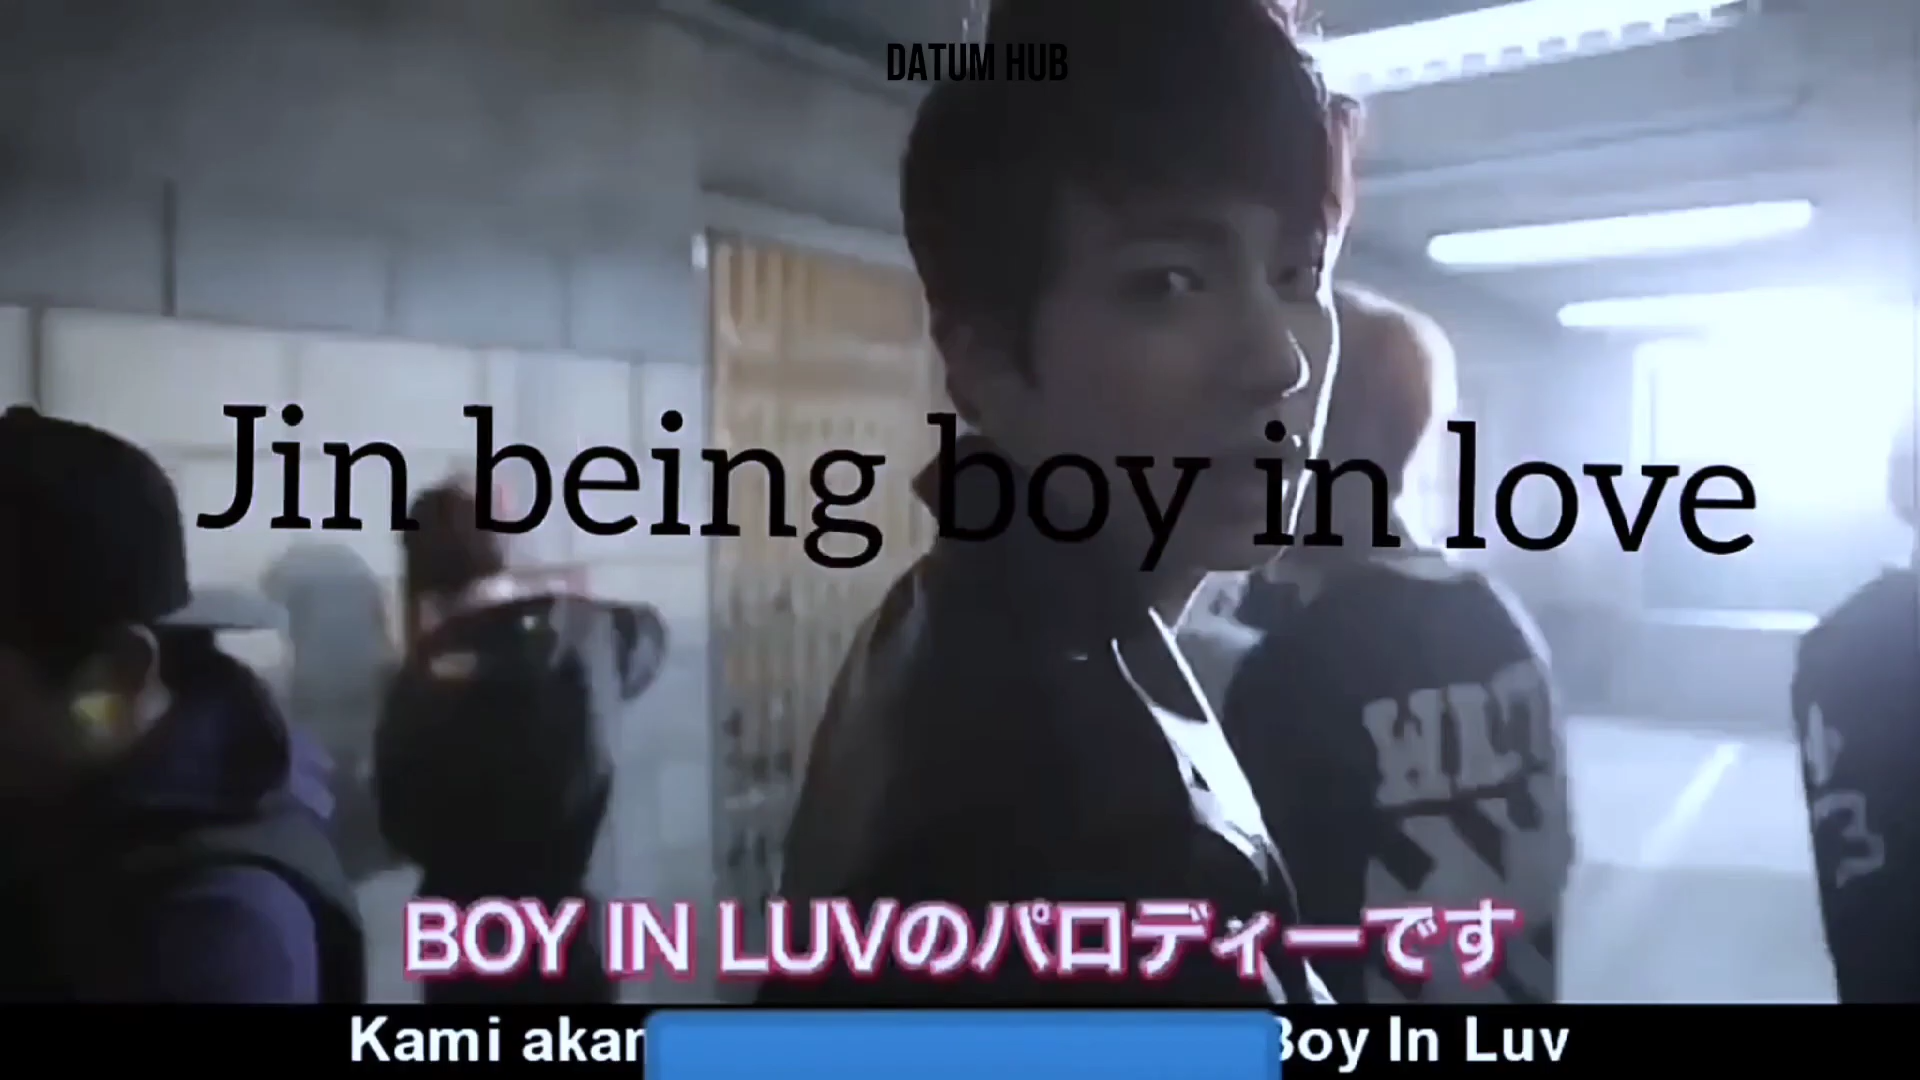 DATUM HUB
Jin being boy in love
BOY IN LUVのパロディーです
Kami akan Boy In Luv